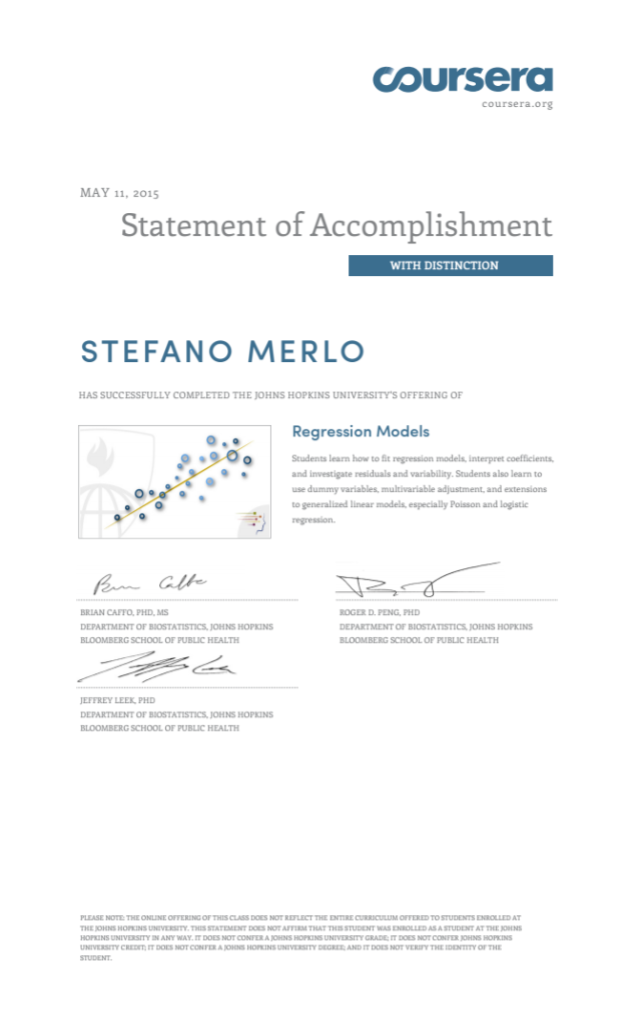 coursera
coursera.org
MAY 11, 2015
Statement of Accomplishment
WITH DISTINCTION
STEFANO MERLO
HAS SUCCESSFULLY COMPLETED THE JOHNS HOPKINS UNIVERSITY'S OFFERING OF
Regression Models
Students learn how to fit regression models, interpret coefficients,
and investigate residuals and variability. Students also learn to
use dummy variables, multivariable adjustment, and extensions
to generalized linear models, especially Poisson and logistic
regression.
BRIAN CAFFO, PHD, MS
DEPARTMENT OF BIOSTATISTICS, JOHNS HOPKINS
BLOOMBERG SCHOOL OF PUBLIC HEALTH
ROGER D. PENG, PHD
DEPARTMENT OF BIOSTATISTICS, JOHNS HOPKINS
BLOOMBERG SCHOOL OF PUBLIC HEALTH
JEFFREY LEEK, PHD
DEPARTMENT OF BIOSTATISTICS, JOHNS HOPKINS
BLOOMBERG SCHOOL OF PUBLIC HEALTH
PLEASE NOTE: THE ONLINE OFFERING OF THIS CLASS DOES NOT REFLECT THE ENTIRE CURRICULUM OFFERED TO STUDENTS ENROLLED AT
THE JOHNS HOPKINS UNIVERSITY. THIS STATEMENT DOES NOT AFFIRM THAT THIS STUDENT WAS ENROLLED AS A STUDENT AT THE JOHNS
HOPKINS UNIVERSITY IN ANY WAY. IT DOES NOT CONFER A JOHNS HOPKINS UNIVERSITY GRADE; IT DOES NOT CONFER JOHNS HOPKINS
UNIVERSITY CREDIT; IT DOES NOT CONFER A JOHNS HOPKINS UNIVERSITY DEGREE; AND IT DOES NOT VERIFY THE IDENTITY OF THE
STUDENT.